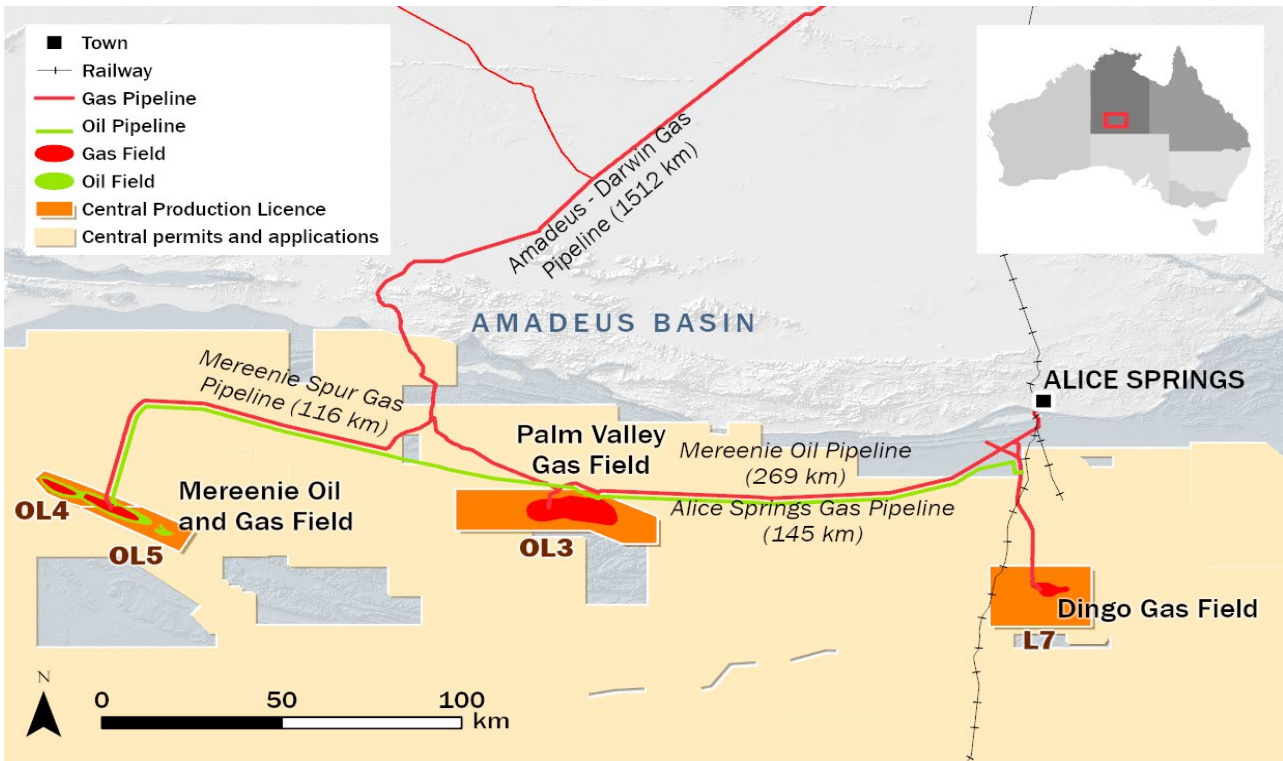 Town
Railway
Gas Pipeline
Oil Pipeline
Gas Field
Oil Field
Central Production Licence
Central permits and applications
Amadeus - Darwin Gas
Pipeline (1512 km)
AMADEUS BASIN
Mereenie Spur Gas
Pipeline (116 km)
ALICE SPRINGS
Palm Valley
Gas Field
Mereenie Oil Pipeline
(269 km)
Mereenie Oil
and Gas Field
OL4
OL5
OL3
Alice Springs Gas Pipeline
(145 km)
Dingo Gas Field
L7
N
0 50 100
km